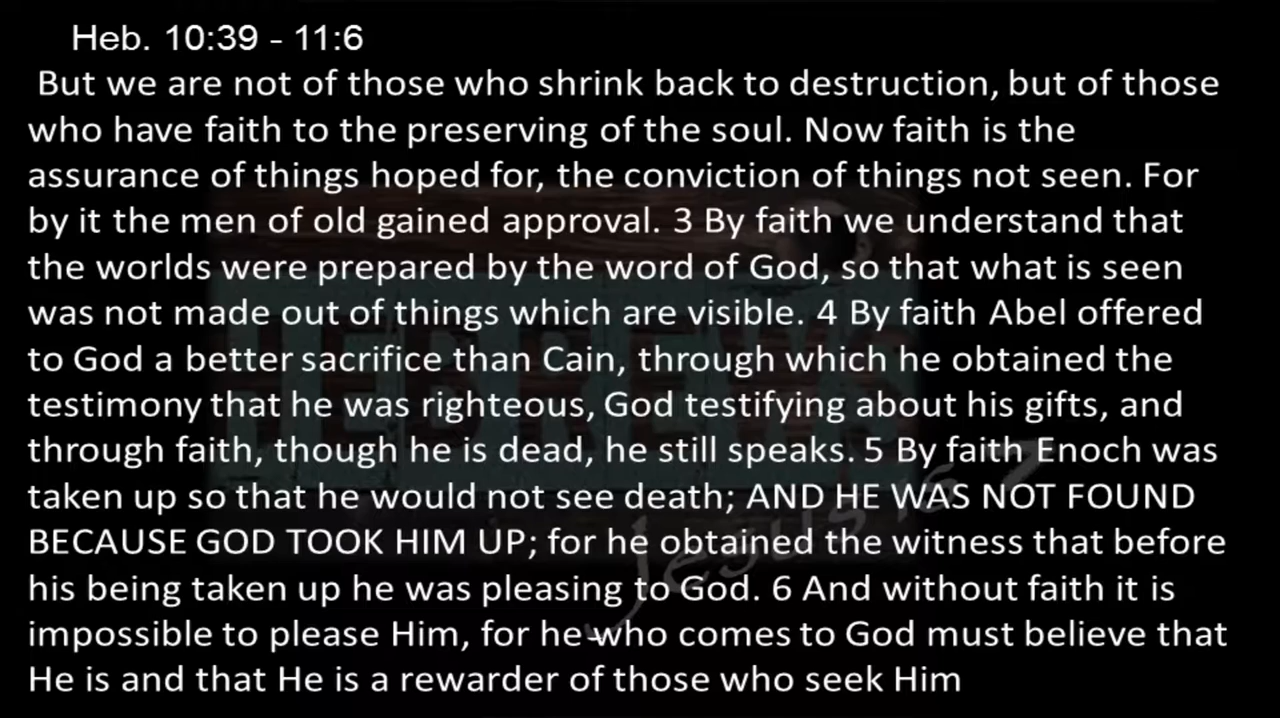 Heb. 10:39 - 11:6
But we are not of those who shrink back to destruction, but of those
who have faith to the preserving of the soul. Now faith is the
assurance of things hoped for, the conviction of things not seen. For
by it the men of old gained approval. 3 By faith we understand that
the worlds were prepared by the word of God, so that what is seen
was not made out of things which are visible. 4 By faith Abel offered
to God a better sacrifice than Cain, through which he obtained the
testimony that he was righteous, God testifying about his gifts, and
through faith, though he is dead, he still speaks. 5 By faith Enoch was
taken up so that he would not see death; AND HE WAS NOT FOUND
BECAUSE GOD TOOK HIM UP; for he obtained the witness that before
his being taken up he was pleasing to God. 6 And without faith it is
impossible to please Him, for he who comes to God must believe that
He is and that He is a rewarder of those who seek Him
HEBREWS
Jesus is